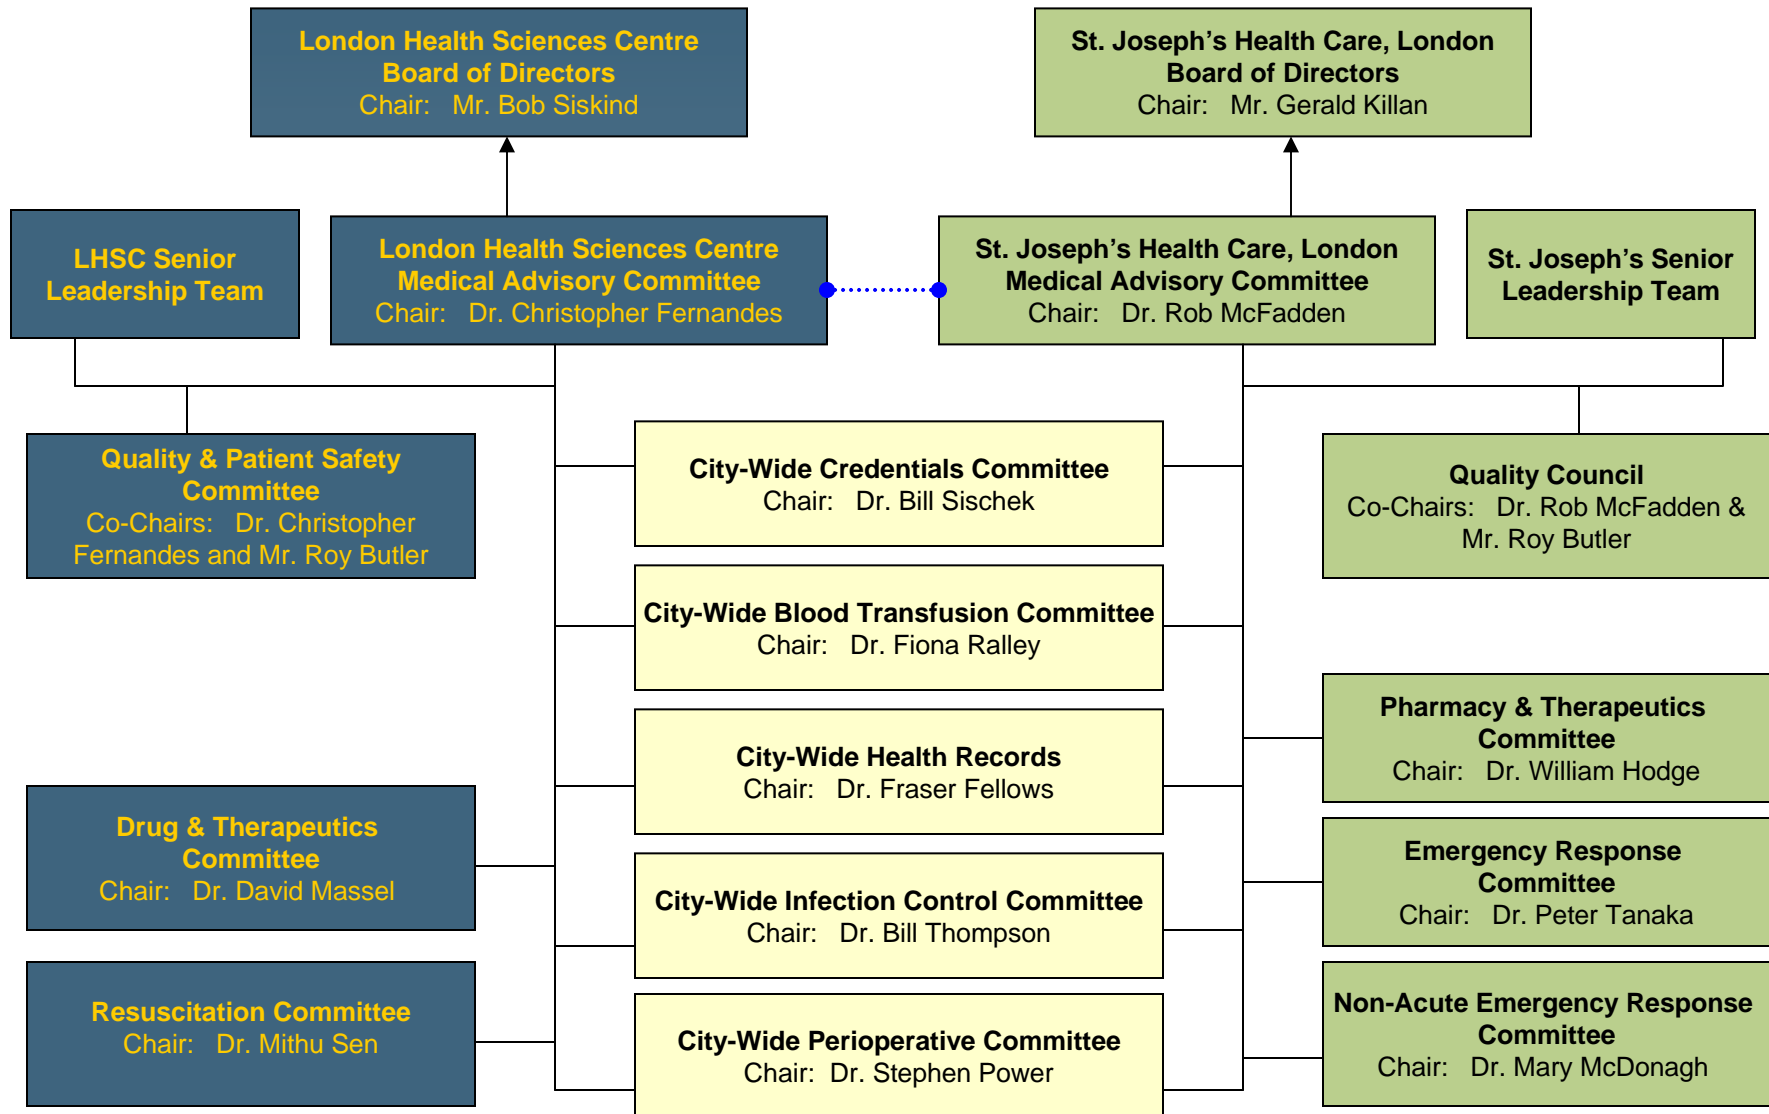 London Health Sciences Centre
Board of Directors
Chair: Mr. Bob Siskind
St. Joseph's Health Care, London
Board of Directors
Chair: Mr. Gerald Killan
LHSC Senior
Leadership Team
London Health Sciences Centre
Medical Advisory Committee
Chair: Dr. Christopher Fernandes
St. Joseph's Health Care, London
Medical Advisory Committee
Chair: Dr. Rob McFadden
St. Joseph's Senior
Leadership Team
Quality & Patient Safety
Committee
Co-Chairs: Dr. Christopher
Fernandes and Mr. Roy Butler
City-Wide Credentials Committee
Chair: Dr. Bill Sischek
Quality Council
Co-Chairs: Dr. Rob McFadden &
Mr. Roy Butler
City-Wide Blood Transfusion Committee
Chair: Dr. Fiona Ralley
City-Wide Health Records
Chair: Dr. Fraser Fellows
Pharmacy & Therapeutics
Committee
Chair: Dr. William Hodge
Drug & Therapeutics
Committee
Chair: Dr. David Massel
City-Wide Infection Control Committee
Chair: Dr. Bill Thompson
Emergency Response
Committee
Chair: Dr. Peter Tanaka
Resuscitation Committee
Chair: Dr. Mithu Sen
City-Wide Perioperative Committee
Chair: Dr. Stephen Power
Non-Acute Emergency Response
Committee
Chair: Dr. Mary McDonagh